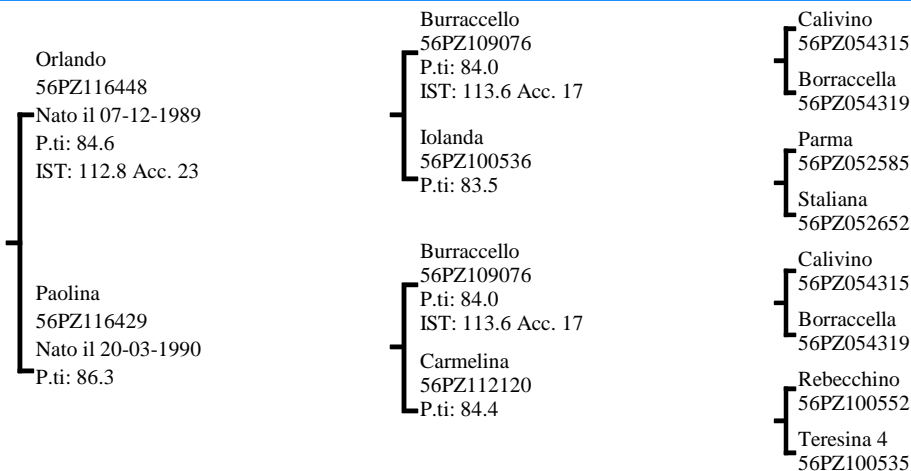 Orlando
56PZ116448
Nato il 07-12-1989
P.ti: 84.6
IST: 112.8 Acc. 23
Paolina
56PZ116429
Nato il 20-03-1990
P.ti: 86.3
Burraccello
56PZ109076
P.ti: 84.0
IST: 113.6 Acc. 17
Iolanda
56PZ100536
P.ti: 83.5
Burraccello
56PZ109076
P.ti: 84.0
IST: 113.6 Acc. 17
Carmelina
56PZ112120
P.ti: 84.4
Calivino
56PZ054315
Borraccella
56PZ054319
Parma
56PZ052585
Staliana
56PZ052652
Calivino
56PZ054315
Borraccella
56PZ054319
Rebecchino
56PZ100552
Teresina 4
56PZ100535